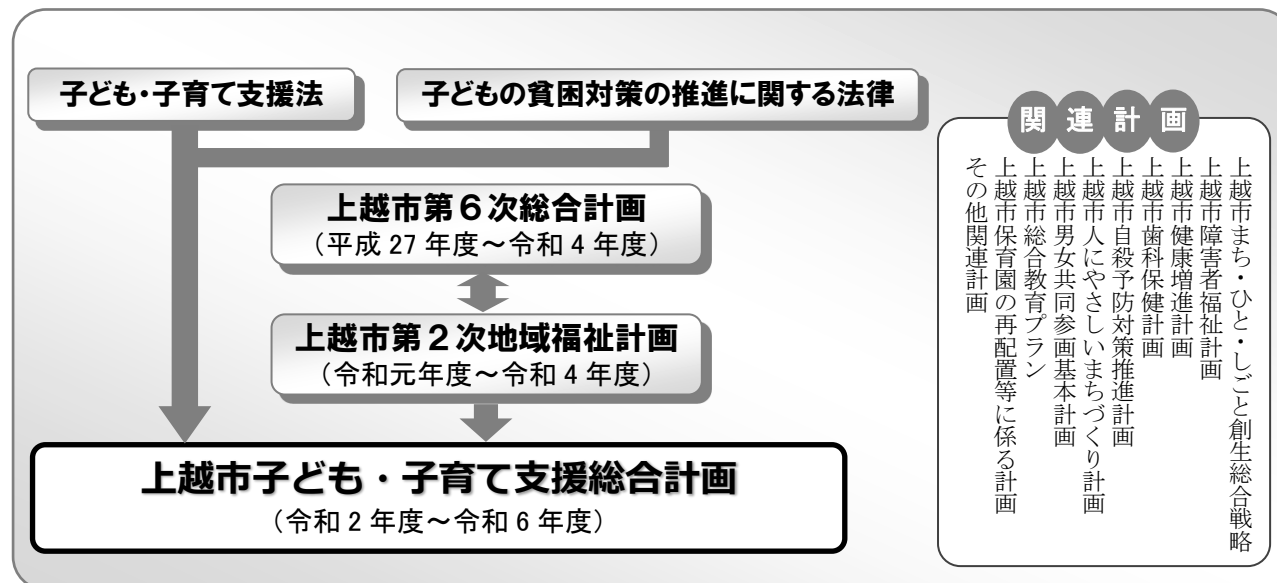 子ども・子育て支援法
子どもの貧困対策の推進に関する法律
上越市第６次総合計画
（平成 27 年度～令和 4 年度）
上越市第２次地域福祉計画
（令和元年度～令和 4 年度）
上越市子ども・子育て支援総合計画
（令和 2 年度～令和 6 年度）
関連計画
上越市まち・ひと・しごと創生総合戦略
上越市障害者福祉計画
上越市健康増進計画
上越市歯科保健計画
上越市自殺予防対策推進計画
上越市人にやさしいまちづくり計画
上越市男女共同参画基本計画
上越市総合教育プラン
上越市保育園の再配置等に係る計画
その他関連計画